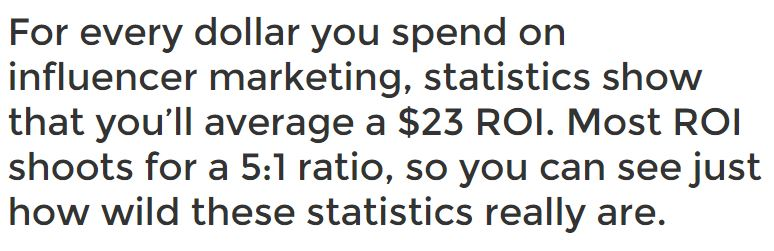 For every dollar you spend on
influencer marketing, statistics show
that you’ll average a $23 ROI. Most ROI
shoots for a 5:1 ratio, so you can see just
how wild these statistics really are.